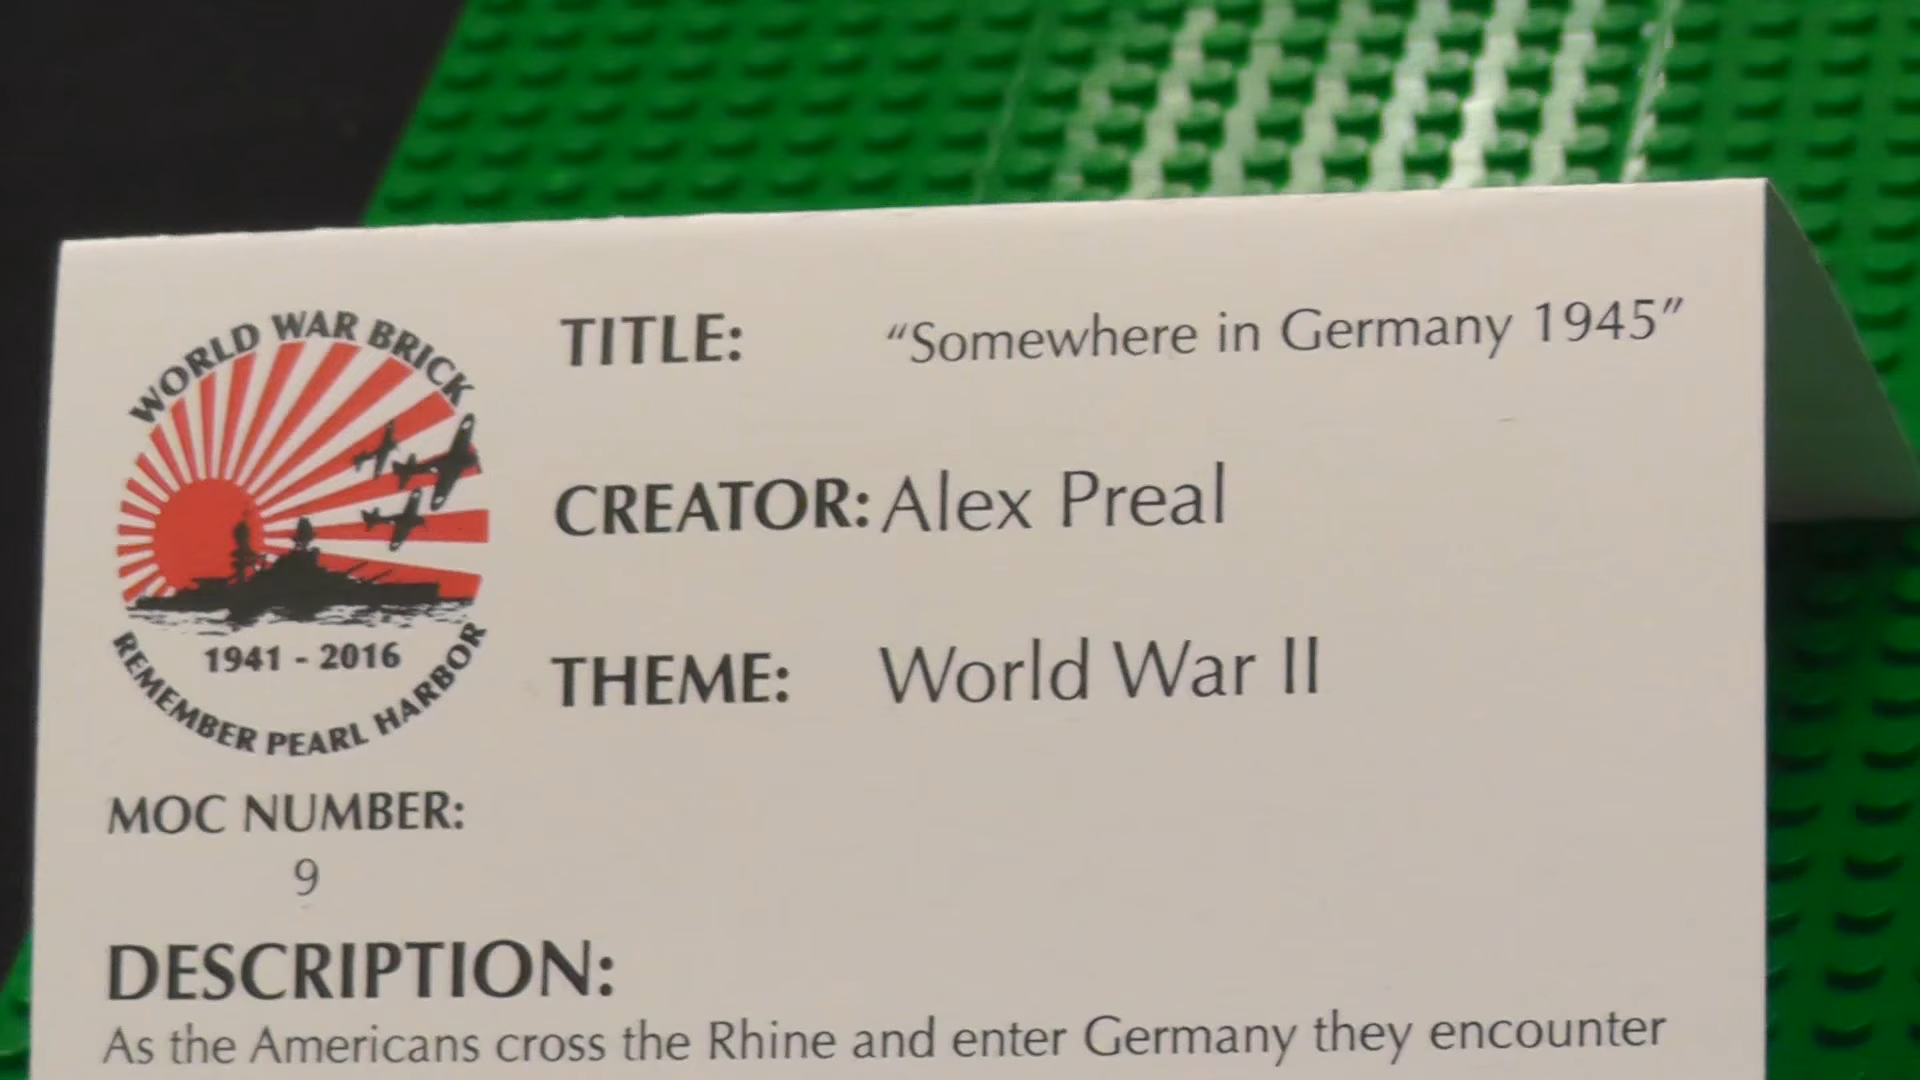 WORLD WAR BRICK
1941 - 2016
REMEMBER PEARL HARBOR
TITLE: “Somewhere in Germany 1945”
CREATOR: Alex Preal
THEME: World War II
MOC NUMBER:
9
DESCRIPTION:
As the Americans cross the Rhine and enter Germany they encounter